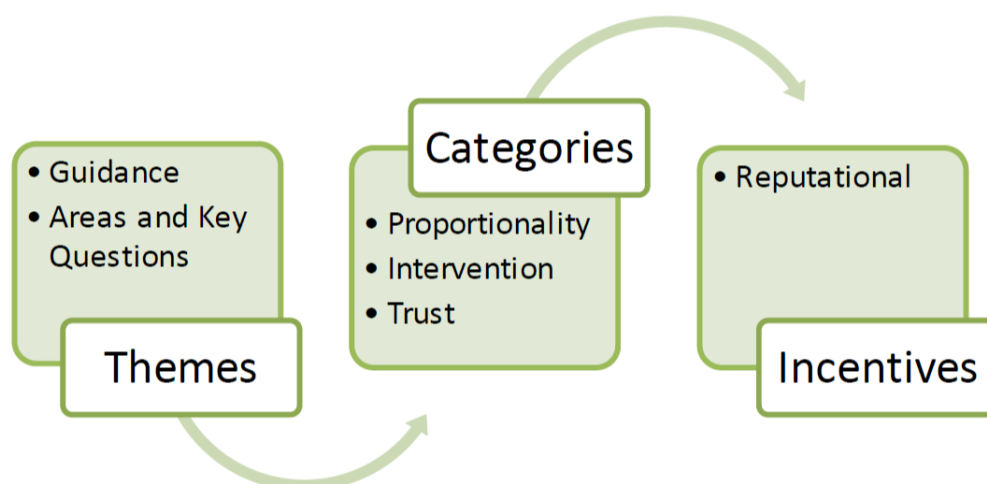 • Guidance
• Areas and Key
Questions
Themes
Categories
• Proportionality
• Intervention
• Trust
• Reputational
Incentives